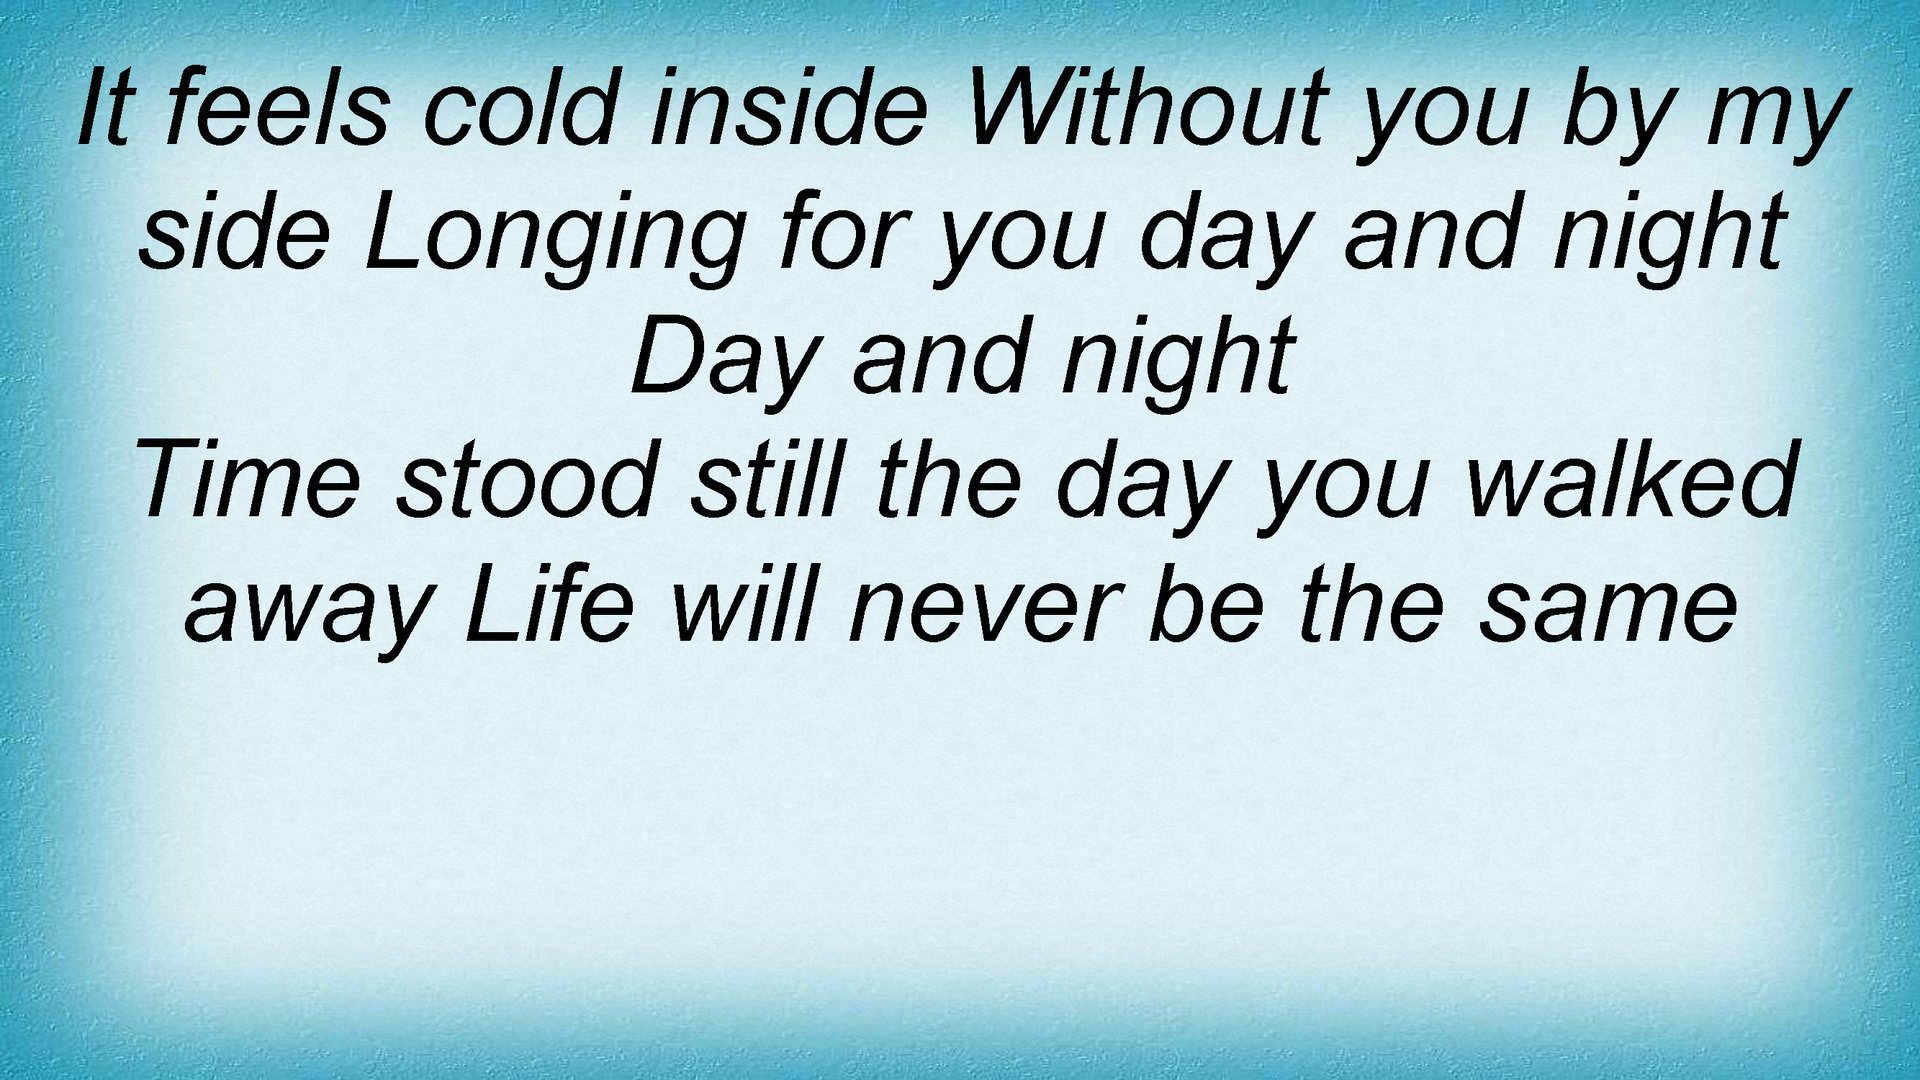 It feels cold inside Without you by my
side Longing for you day and night
Day and night
Time stood still the day you walked
away Life will never be the same